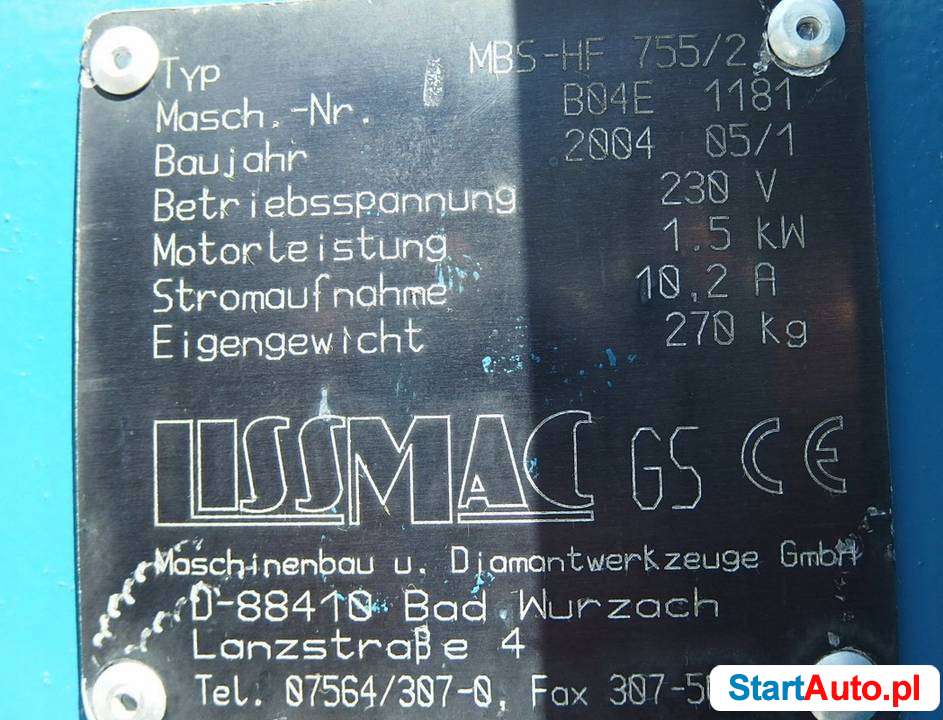 Typ MBS-HF 755/2
Masch.-Nr. B04E 1181
Baujahr 2004 05/1
Betriebsspannung 230 V
Motorleistung 1.5 kW
Stromaufnahme 10,2 A
Eigengewicht 270 kg
LISSMAC GS CE
Maschinenbau u. Diamantwerkzeuge GmbH
D-88410 Bad Wurzach
Lanzstraße 4
Tel. 07564/307-0, Fax
StartAuto.pl